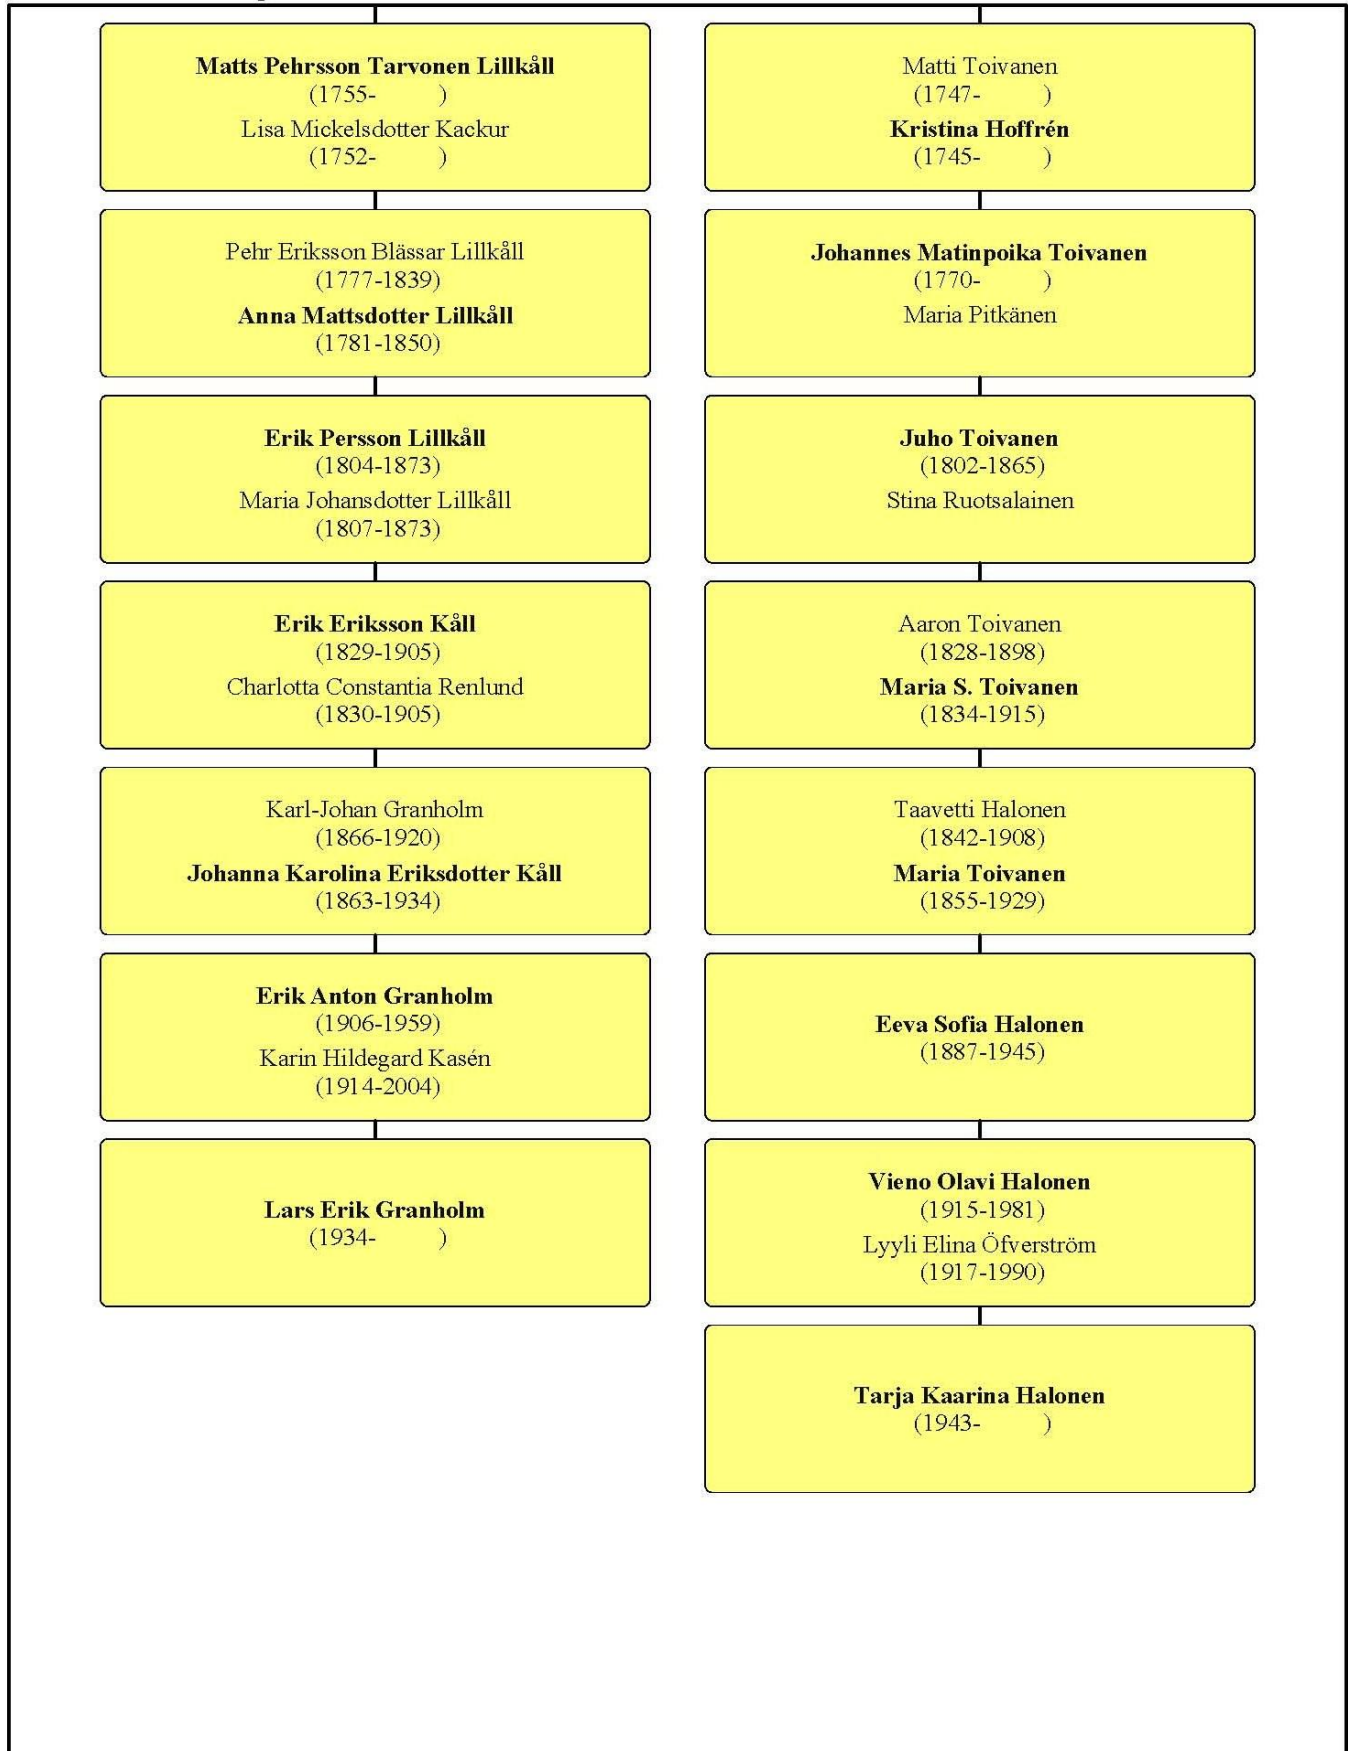 Matts Pehrsson Tarvonen Lillkåll
(1755- )
Lisa Mickelsdotter Kackur
(1752- )
Pehr Eriksson Blässar Lillkåll
(1777-1839)
Anna Mattsdotter Lillkåll
(1781-1850)
Erik Persson Lillkåll
(1804-1873)
Maria Johansdotter Lillkåll
(1807-1873)
Erik Eriksson Kåll
(1829-1905)
Charlotta Constantia Renlund
(1830-1905)
Karl-Johan Granholm
(1866-1920)
Johanna Karolina Eriksdotter Kåll
(1863-1934)
Erik Anton Granholm
(1906-1959)
Karin Hildegard Kasén
(1914-2004)
Lars Erik Granholm
(1934- )
Matti Toivanen
(1747- )
Kristina Hoffrén
(1745- )
Johannes Matinpoika Toivanen
(1770- )
Maria Pitkänen
Juho Toivanen
(1802-1865)
Stina Ruotsalainen
Aaron Toivanen
(1828-1898)
Maria S. Toivanen
(1834-1915)
Taavetti Halonen
(1842-1908)
Maria Toivanen
(1855-1929)
Eeva Sofia Halonen
(1887-1945)
Vieno Olavi Halonen
(1915-1981)
Lyyli Elina Öfverström
(1917-1990)
Tarja Kaarina Halonen
(1943- )